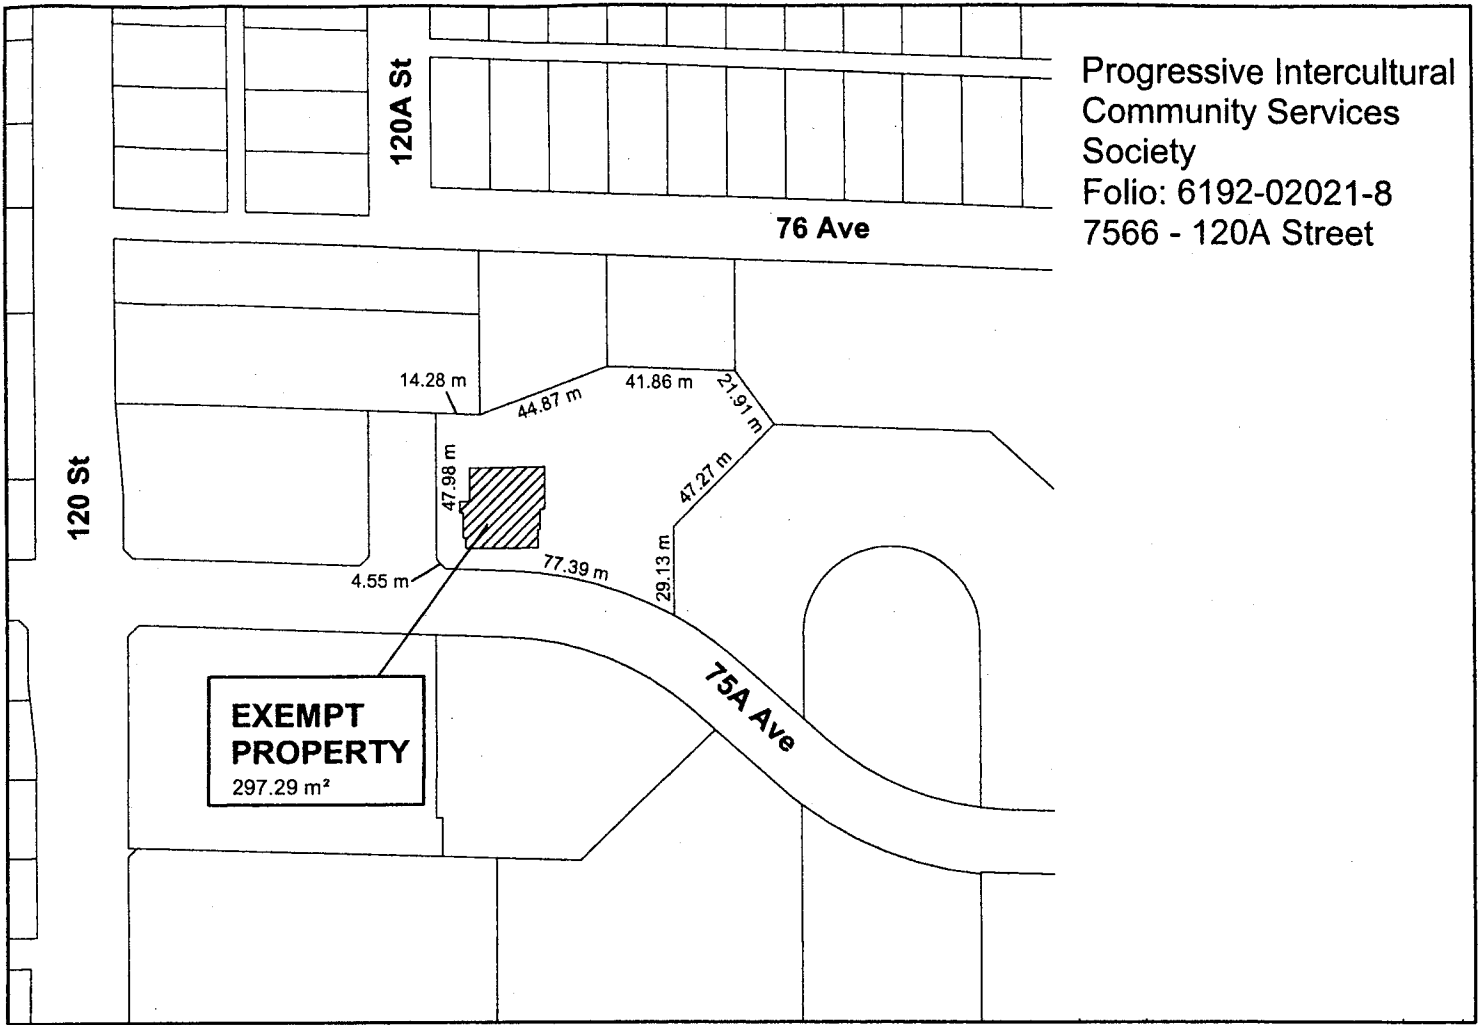 Progressive Intercultural
Community Services
Society
Folio: 6192-02021-8
7566 - 120A Street
120A St
76 Ave
14.28 m
44.87 m
41.86 m
21.91 m
47.27 m
47.98 m
29.13 m
77.39 m
4.55 m
120 St
75A Ave
EXEMPT
PROPERTY
297.29 m²